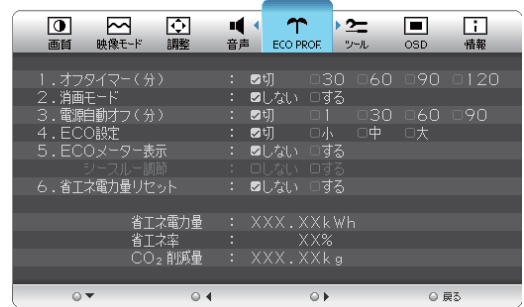 画質 映像モード 調整 音声 ECO PROF. ツール OSD 情報
1.オフタイマー(分) : ☑切 □30 □60 □90 □120
2.消画モード : ☑しない □する
3.電源自動オフ(分) : ☑切 □1 □30 □60 □90
4.ECO設定 : ☑切 □小 □中 □大
5.ECOメーター表示 : ☑しない □する
シースルー調節 : □しない □する
6.省エネ電力量リセット : ☑しない □する
省エネ電力量 : XXX.XXkWh
省エネ率 : XX%
CO₂削減量 : XXX.XXkg
○▼ ○◀ ○▶ ○戻る